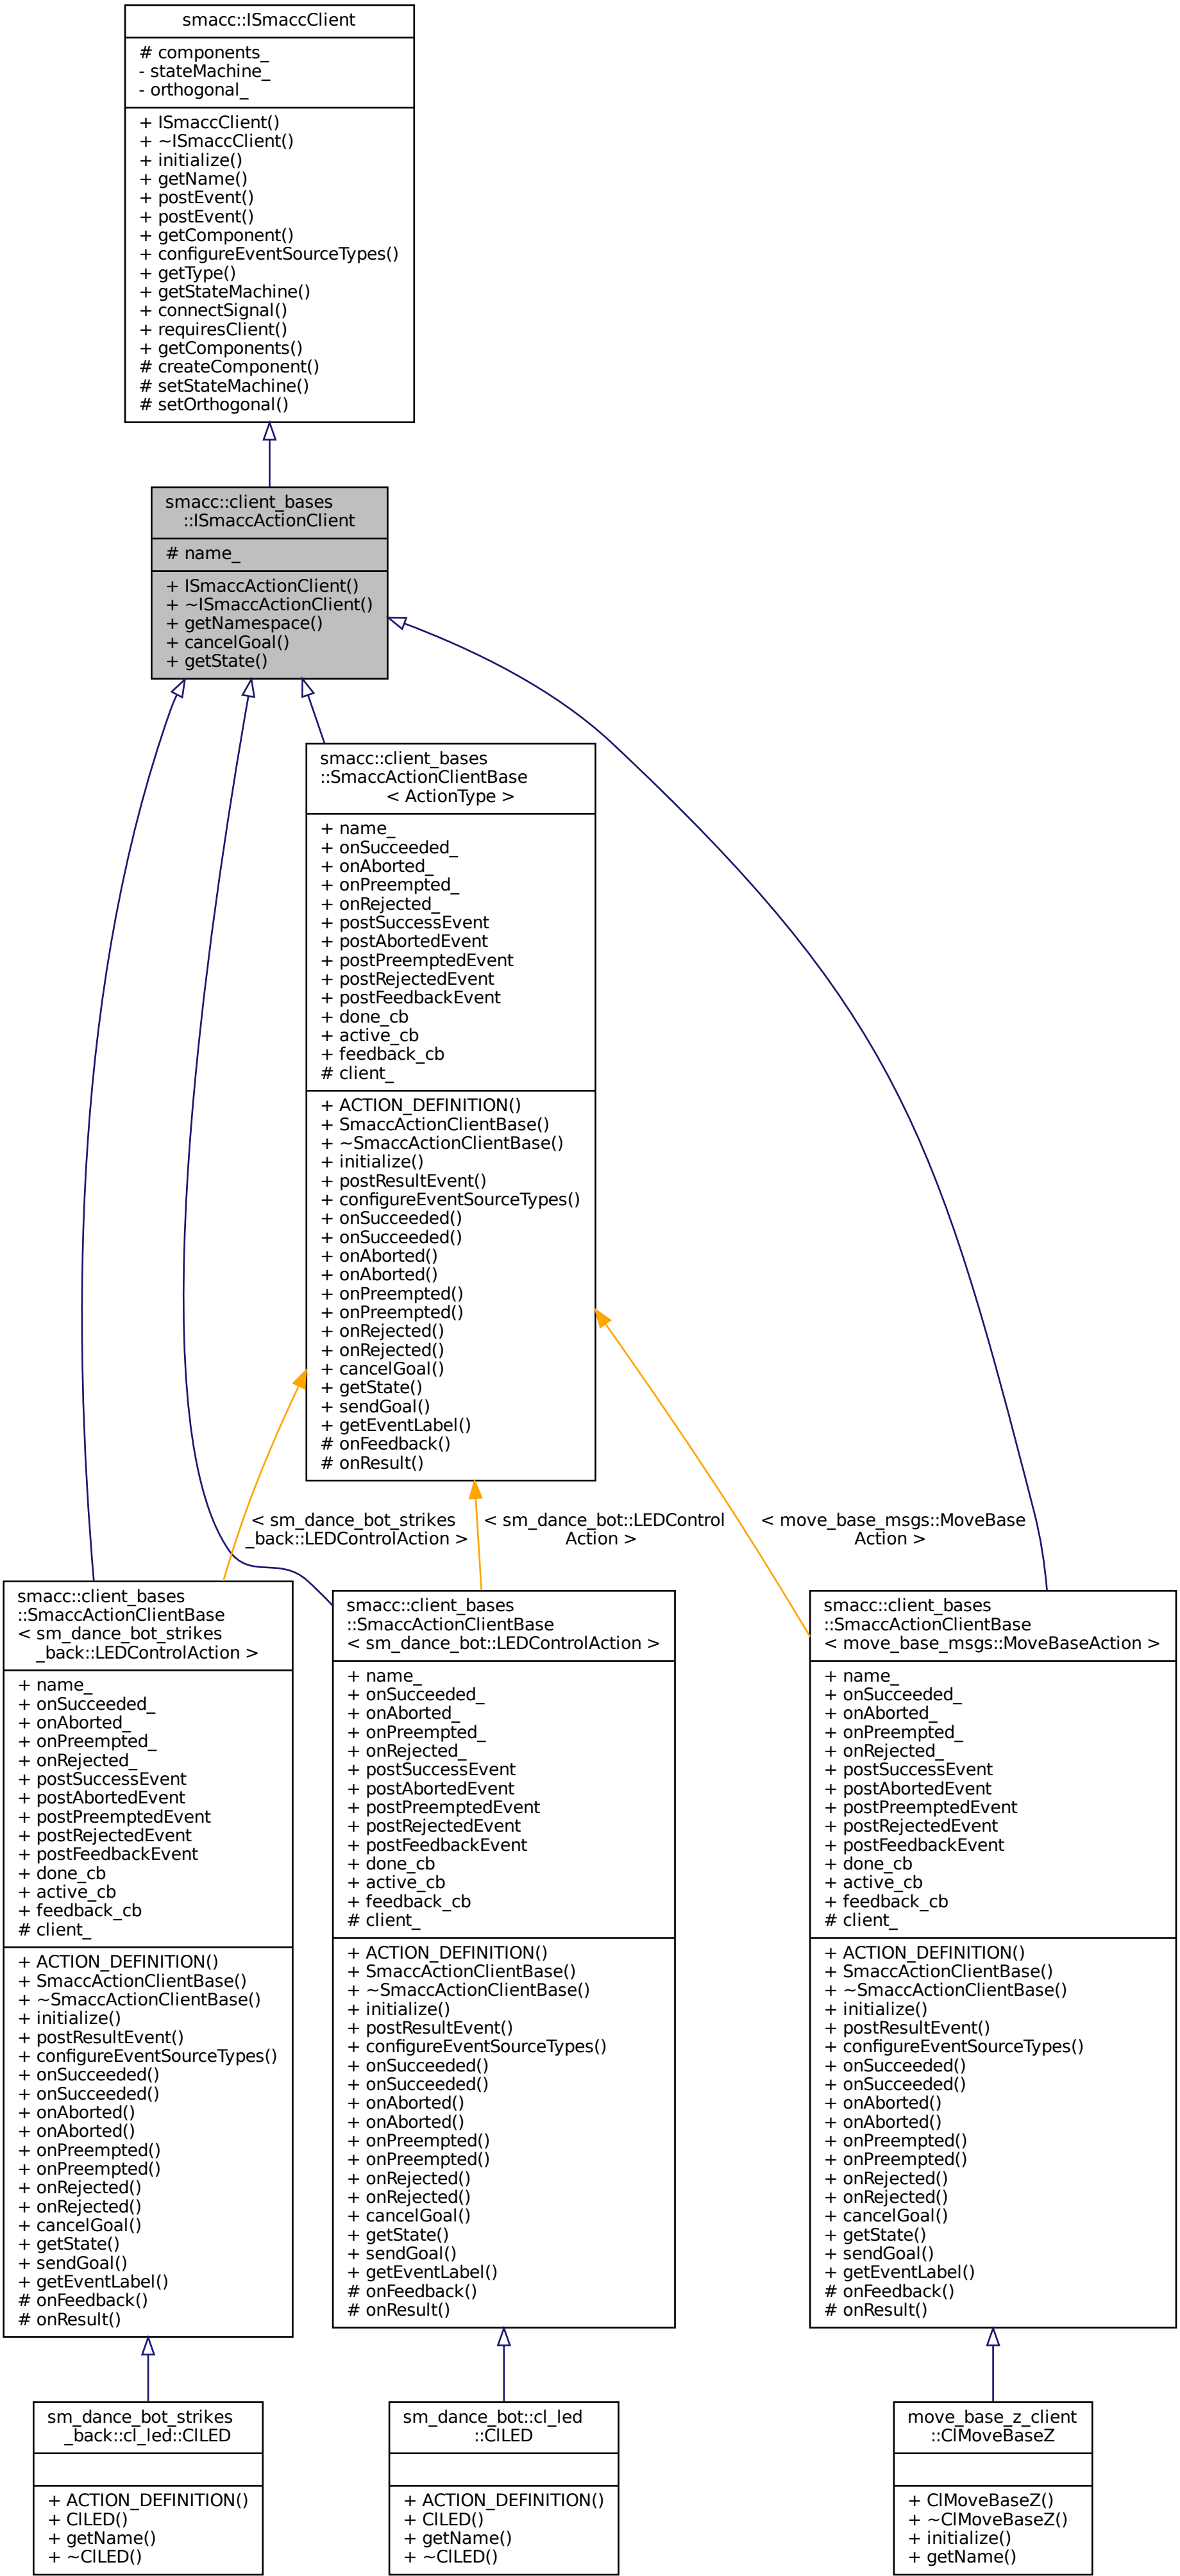 smacc::ISmaccClient
# components_
- stateMachine_
- orthogonal_
+ ISmaccClient()
+ ~ISmaccClient()
+ initialize()
+ getName()
+ postEvent()
+ postEvent()
+ getComponent()
+ configureEventSourceTypes()
+ getType()
+ getStateMachine()
+ connectSignal()
+ requiresClient()
+ getComponents()
# createComponent()
# setStateMachine()
# setOrthogonal()
smacc::client_bases
::ISmaccActionClient
# name_
+ ISmaccActionClient()
+ ~ISmaccActionClient()
+ getNamespace()
+ cancelGoal()
+ getState()
smacc::client_bases
::SmaccActionClientBase
< ActionType >
+ name_
+ onSucceeded_
+ onAborted_
+ onPreempted_
+ onRejected_
+ postSuccessEvent
+ postAbortedEvent
+ postPreemptedEvent
+ postRejectedEvent
+ postFeedbackEvent
+ done_cb
+ active_cb
+ feedback_cb
# client_
+ ACTION_DEFINITION()
+ SmaccActionClientBase()
+ ~SmaccActionClientBase()
+ initialize()
+ postResultEvent()
+ configureEventSourceTypes()
+ onSucceeded()
+ onSucceeded()
+ onAborted()
+ onAborted()
+ onPreempted()
+ onPreempted()
+ onRejected()
+ onRejected()
+ cancelGoal()
+ getState()
+ sendGoal()
+ getEventLabel()
# onFeedback()
# onResult()
< sm_dance_bot_strikes
_back::LEDControlAction >
< sm_dance_bot::LEDControl
Action >
< move_base_msgs::MoveBase
Action >
smacc::client_bases
::SmaccActionClientBase
< sm_dance_bot_strikes
_back::LEDControlAction >
+ name_
+ onSucceeded_
+ onAborted_
+ onPreempted_
+ onRejected_
+ postSuccessEvent
+ postAbortedEvent
+ postPreemptedEvent
+ postRejectedEvent
+ postFeedbackEvent
+ done_cb
+ active_cb
+ feedback_cb
# client_
+ ACTION_DEFINITION()
+ SmaccActionClientBase()
+ ~SmaccActionClientBase()
+ initialize()
+ postResultEvent()
+ configureEventSourceTypes()
+ onSucceeded()
+ onSucceeded()
+ onAborted()
+ onAborted()
+ onPreempted()
+ onPreempted()
+ onRejected()
+ onRejected()
+ cancelGoal()
+ getState()
+ sendGoal()
+ getEventLabel()
# onFeedback()
# onResult()
smacc::client_bases
::SmaccActionClientBase
< sm_dance_bot::LEDControlAction >
+ name_
+ onSucceeded_
+ onAborted_
+ onPreempted_
+ onRejected_
+ postSuccessEvent
+ postAbortedEvent
+ postPreemptedEvent
+ postRejectedEvent
+ postFeedbackEvent
+ done_cb
+ active_cb
+ feedback_cb
# client_
+ ACTION_DEFINITION()
+ SmaccActionClientBase()
+ ~SmaccActionClientBase()
+ initialize()
+ postResultEvent()
+ configureEventSourceTypes()
+ onSucceeded()
+ onSucceeded()
+ onAborted()
+ onAborted()
+ onPreempted()
+ onPreempted()
+ onRejected()
+ onRejected()
+ cancelGoal()
+ getState()
+ sendGoal()
+ getEventLabel()
# onFeedback()
# onResult()
smacc::client_bases
::SmaccActionClientBase
< move_base_msgs::MoveBaseAction >
+ name_
+ onSucceeded_
+ onAborted_
+ onPreempted_
+ onRejected_
+ postSuccessEvent
+ postAbortedEvent
+ postPreemptedEvent
+ postRejectedEvent
+ postFeedbackEvent
+ done_cb
+ active_cb
+ feedback_cb
# client_
+ ACTION_DEFINITION()
+ SmaccActionClientBase()
+ ~SmaccActionClientBase()
+ initialize()
+ postResultEvent()
+ configureEventSourceTypes()
+ onSucceeded()
+ onSucceeded()
+ onAborted()
+ onAborted()
+ onPreempted()
+ onPreempted()
+ onRejected()
+ onRejected()
+ cancelGoal()
+ getState()
+ sendGoal()
+ getEventLabel()
# onFeedback()
# onResult()
sm_dance_bot_strikes
_back::cl_led::ClLED
+ ACTION_DEFINITION()
+ ClLED()
+ getName()
+ ~ClLED()
sm_dance_bot::cl_led
::ClLED
+ ACTION_DEFINITION()
+ ClLED()
+ getName()
+ ~ClLED()
move_base_z_client
::ClMoveBaseZ
+ ClMoveBaseZ()
+ ~ClMoveBaseZ()
+ initialize()
+ getName()